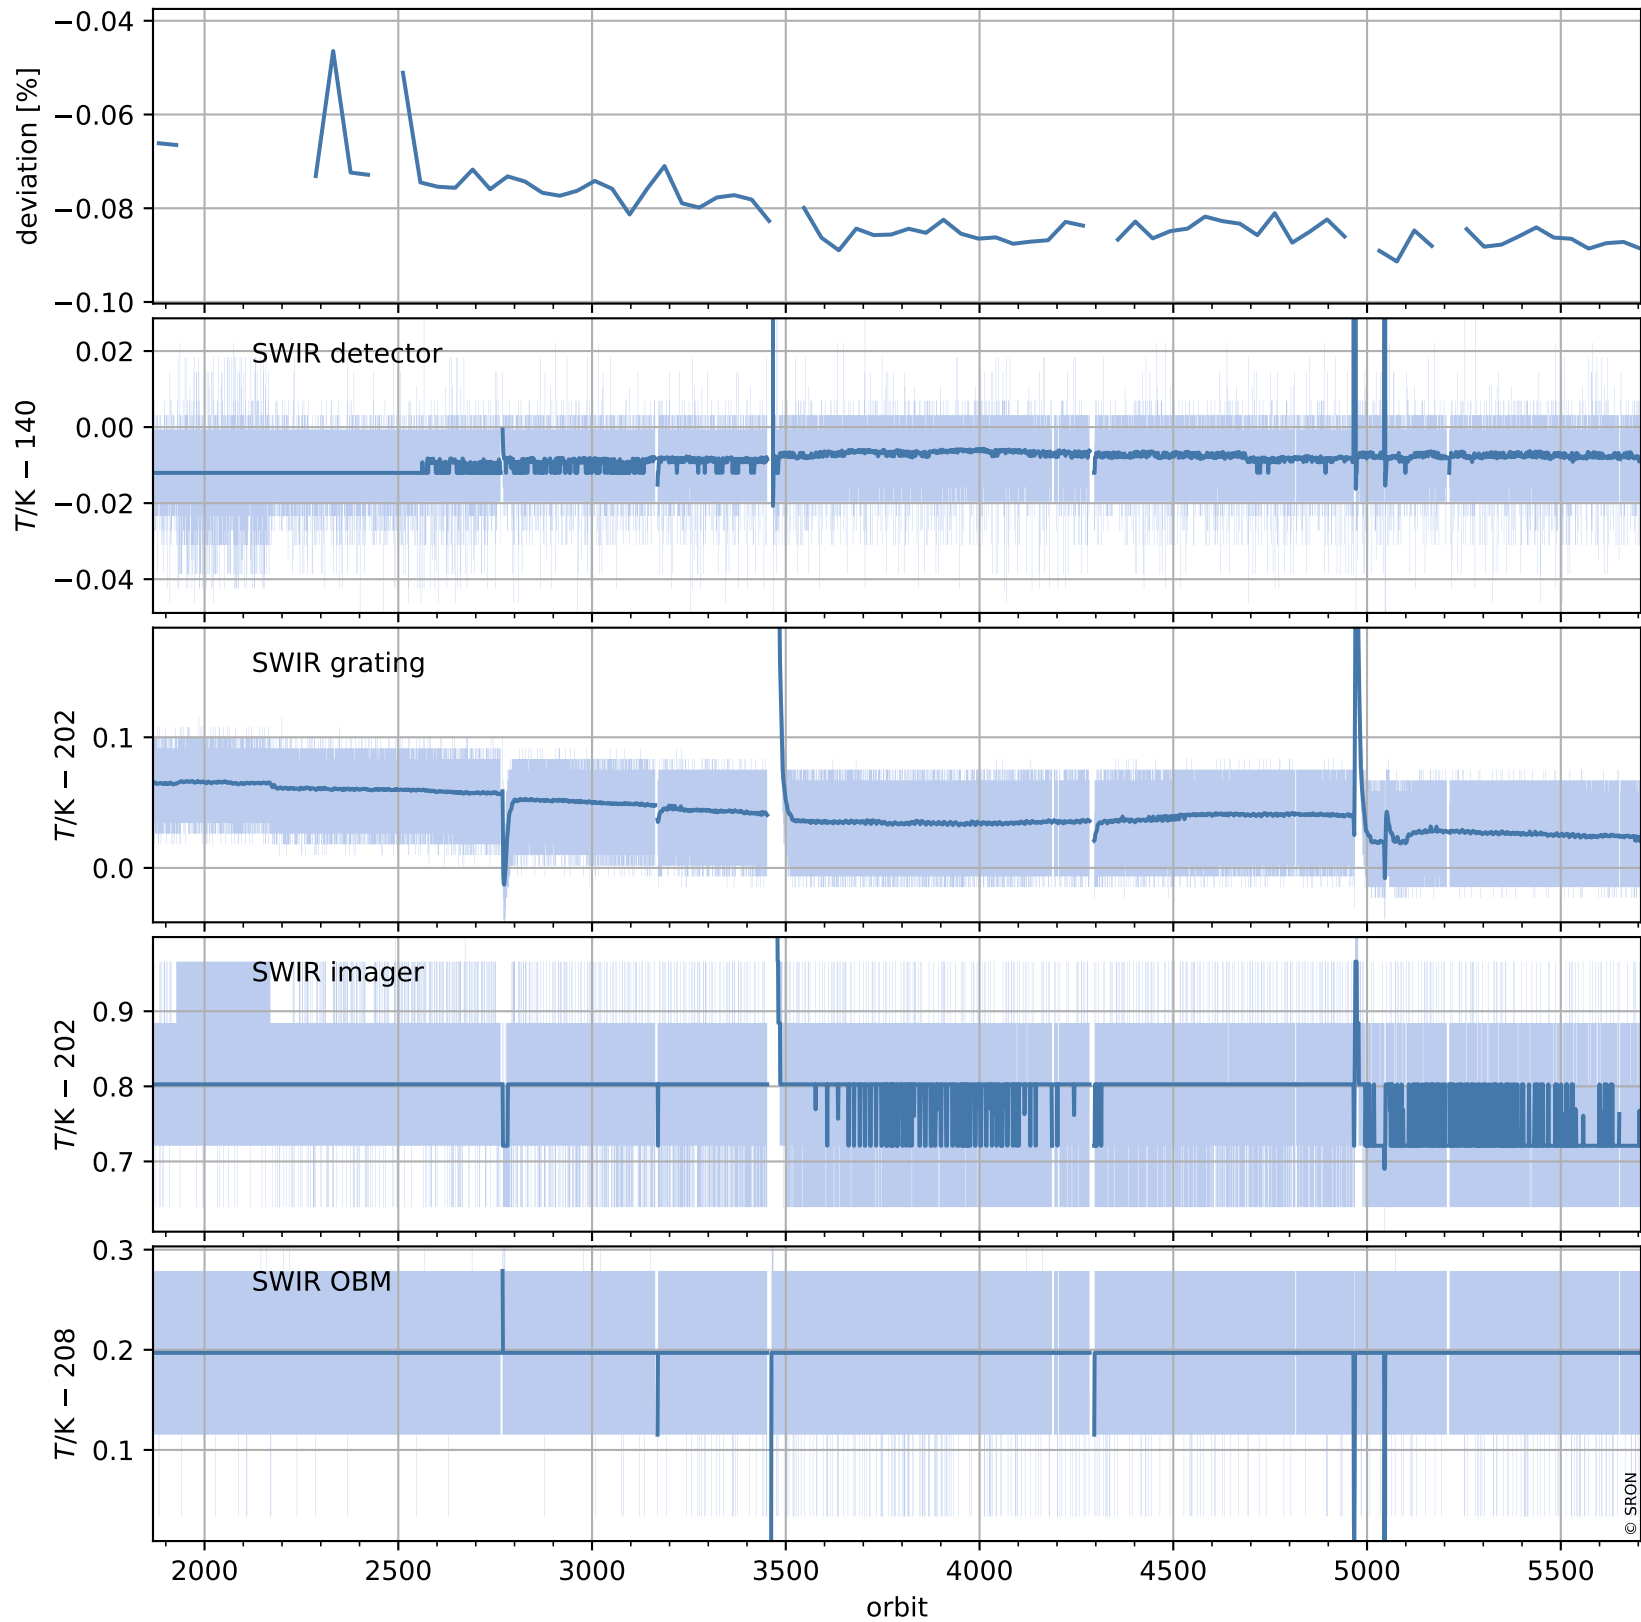 −0.04
−0.06
−0.08
−0.10
deviation [%]
SWIR detector
0.02
0.00
−0.02
−0.04
T/K − 140
SWIR grating
0.1
0.0
T/K − 202
SWIR imager
0.9
0.8
0.7
T/K − 202
SWIR OBM
0.3
0.2
0.1
T/K − 208
© SRON
2000 2500 3000 3500 4000 4500 5000 5500
orbit